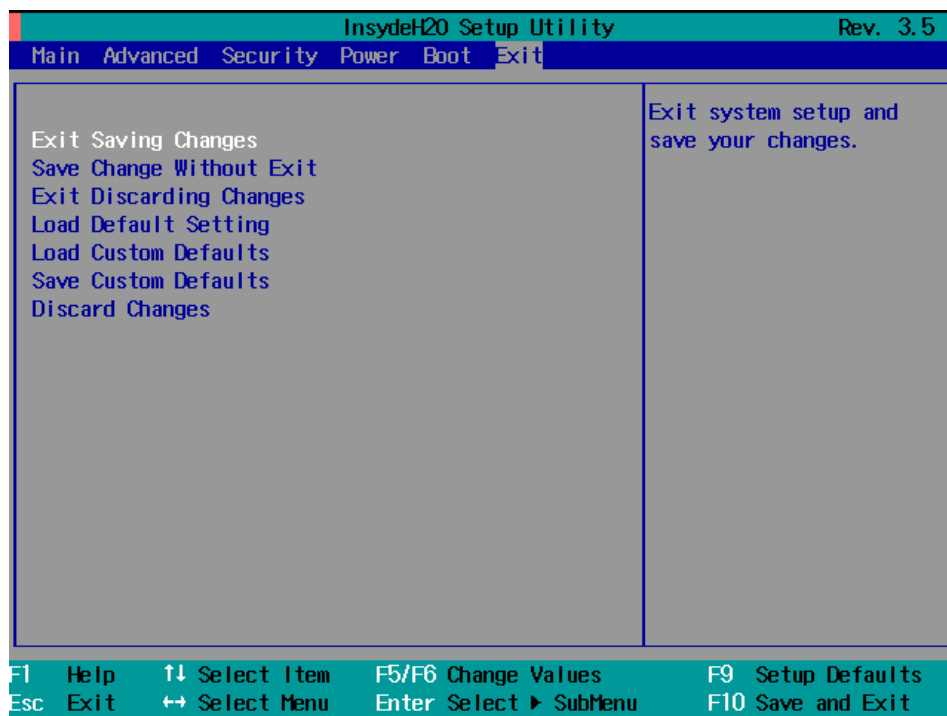 InsydeH2O Setup Utility Rev. 3.5
Main Advanced Security Power Boot Exit
Exit Saving Changes
Save Change Without Exit
Exit Discarding Changes
Load Default Setting
Load Custom Defaults
Save Custom Defaults
Discard Changes
Exit system setup and
save your changes.
F1 Help ↑↓ Select Item F5/F6 Change Values F9 Setup Defaults
Esc Exit ↔ Select Menu Enter Select ▶ SubMenu F10 Save and Exit